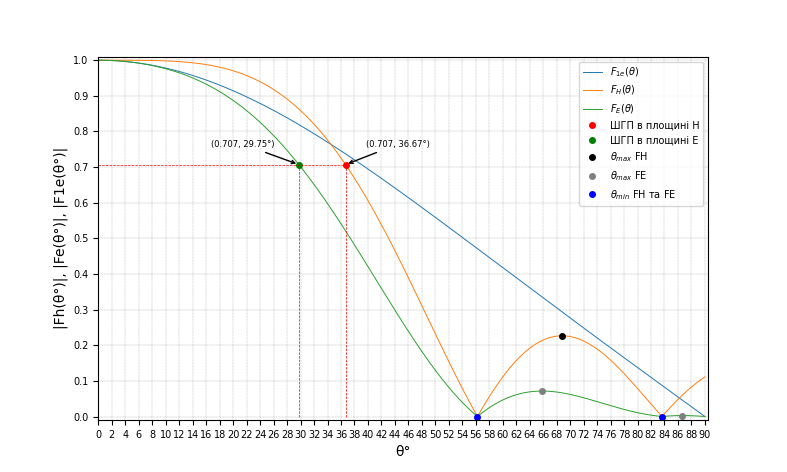 1.0
0.9
0.8
0.7
0.6
0.5
0.4
0.3
0.2
0.1
0.0
|Fh(θ°)|, |Fe(θ°)|, |F1e(θ°)|
(0.707, 29.75°)
(0.707, 36.67°)
F₁ₑ(θ)
F_H(θ)
F_E(θ)
ШГП в площині H
ШГП в площині E
θₘₐₓ FH
θₘₐₓ FE
θₘᵢₙ FH та FE
0 2 4 6 8 10 12 14 16 18 20 22 24 26 28 30 32 34 36 38 40 42 44 46 48 50 52 54 56 58 60 62 64 66 68 70 72 74 76 78 80 82 84 86 88 90
θ°